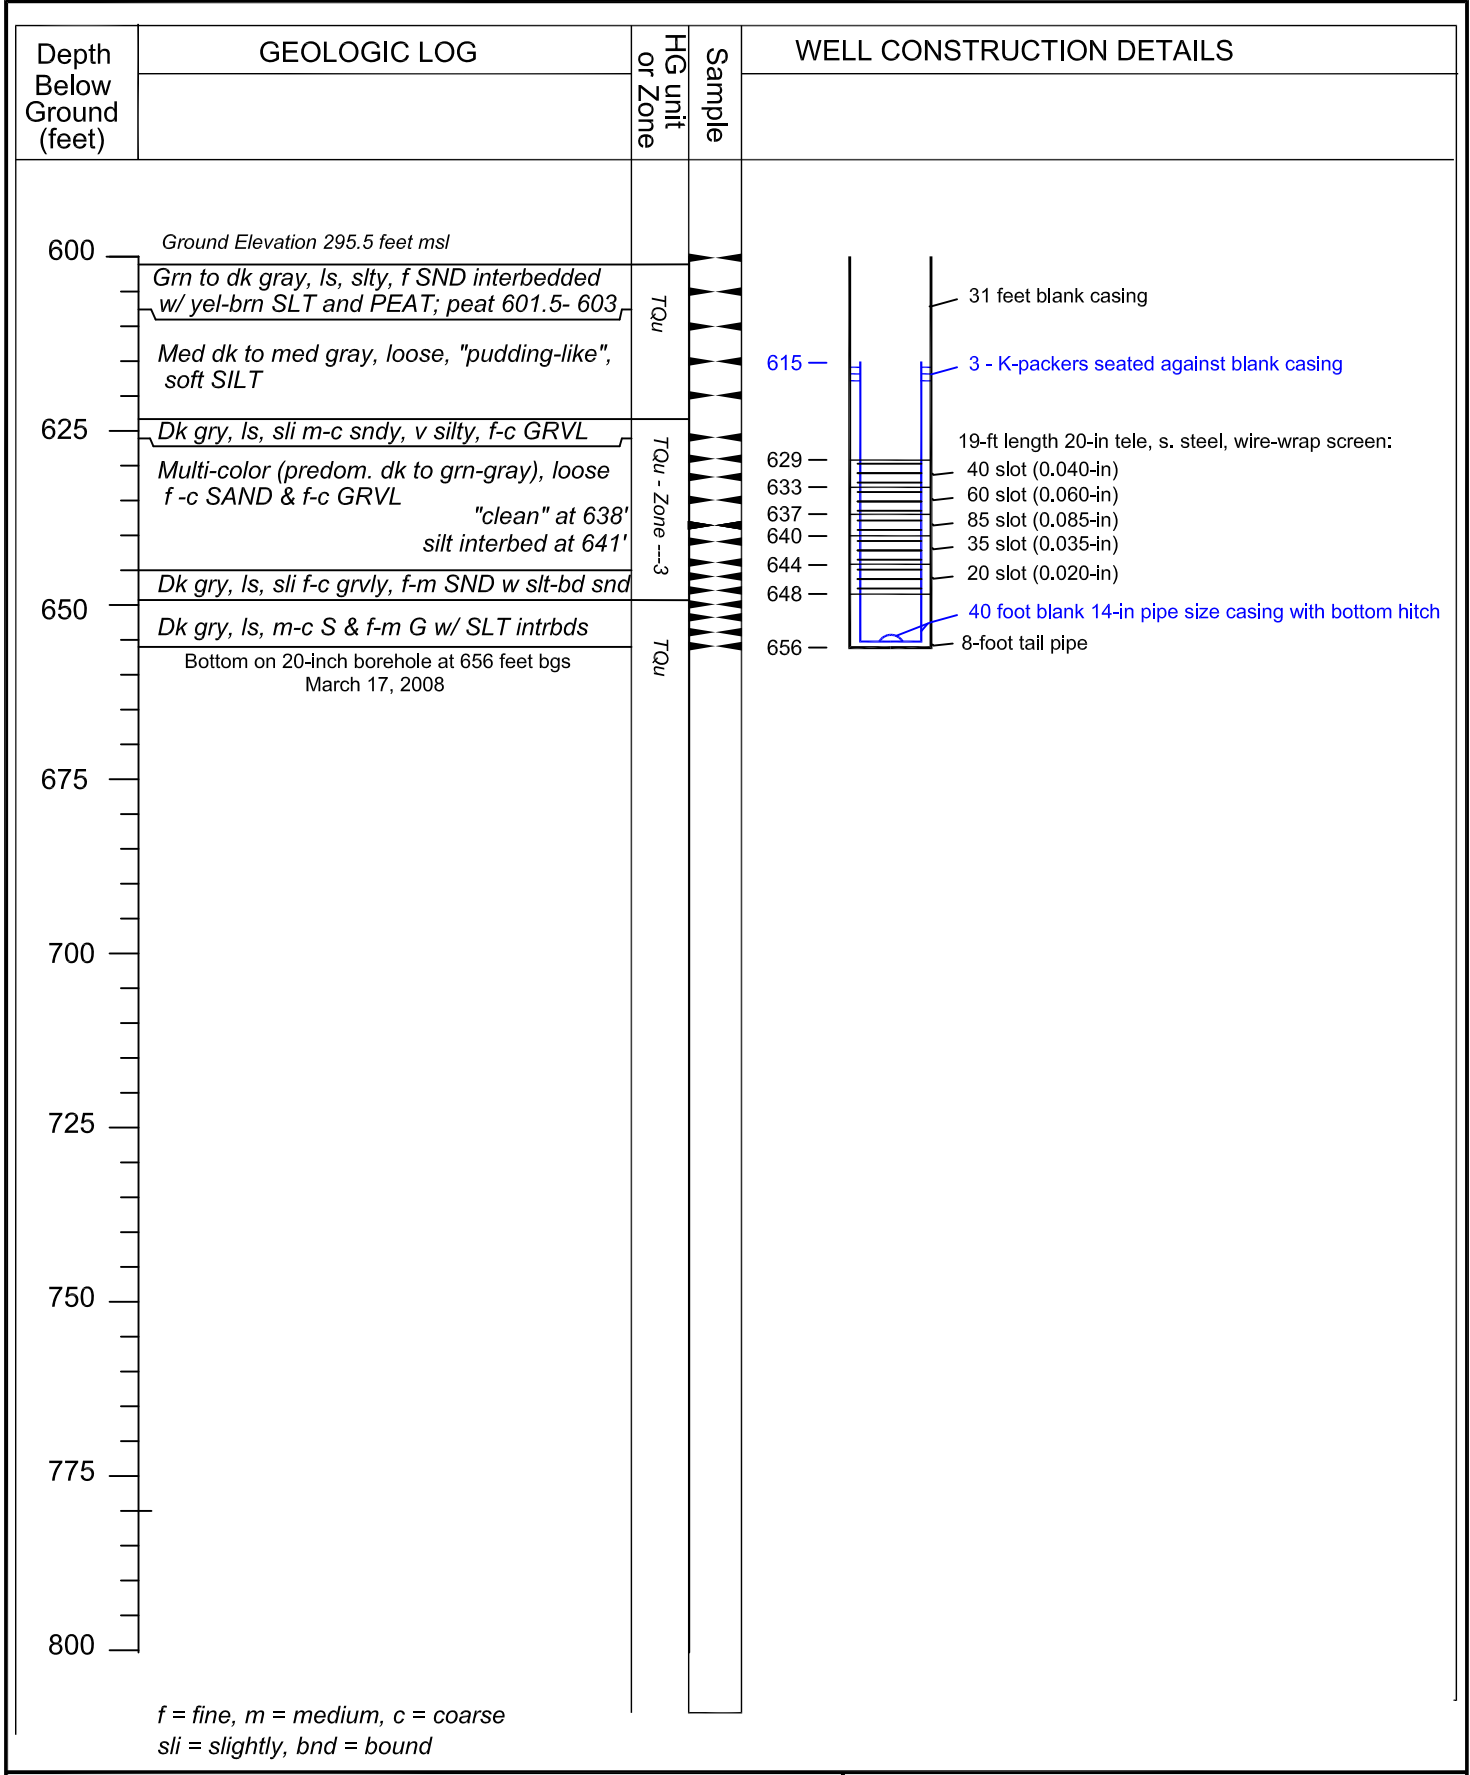 Depth
Below
Ground
(feet)
GEOLOGIC LOG
HG unit
or Zone
Sample
WELL CONSTRUCTION DETAILS
Ground Elevation 295.5 feet msl
600
Grn to dk gray, ls, slty, f SND interbedded
w/ yel-brn SLT and PEAT; peat 601.5- 603
TQu
31 feet blank casing
Med dk to med gray, loose, "pudding-like",
soft SILT
615
3 - K-packers seated against blank casing
625
Dk gry, ls, sli m-c sndy, v silty, f-c GRVL
Multi-color (predom. dk to grn-gray), loose
f -c SAND & f-c GRVL
"clean" at 638'
silt interbed at 641'
TQu - Zone ---3
19-ft length 20-in tele, s. steel, wire-wrap screen:
629
40 slot (0.040-in)
633
60 slot (0.060-in)
637
85 slot (0.085-in)
640
35 slot (0.035-in)
644
20 slot (0.020-in)
648
Dk gry, ls, sli f-c grvly, f-m SND w slt-bd snd
650
Dk gry, ls, m-c S & f-m G w/ SLT intrbds
40 foot blank 14-in pipe size casing with bottom hitch
656
8-foot tail pipe
TQu
Bottom on 20-inch borehole at 656 feet bgs
March 17, 2008
675
700
725
750
775
800
f = fine, m = medium, c = coarse
sli = slightly, bnd = bound